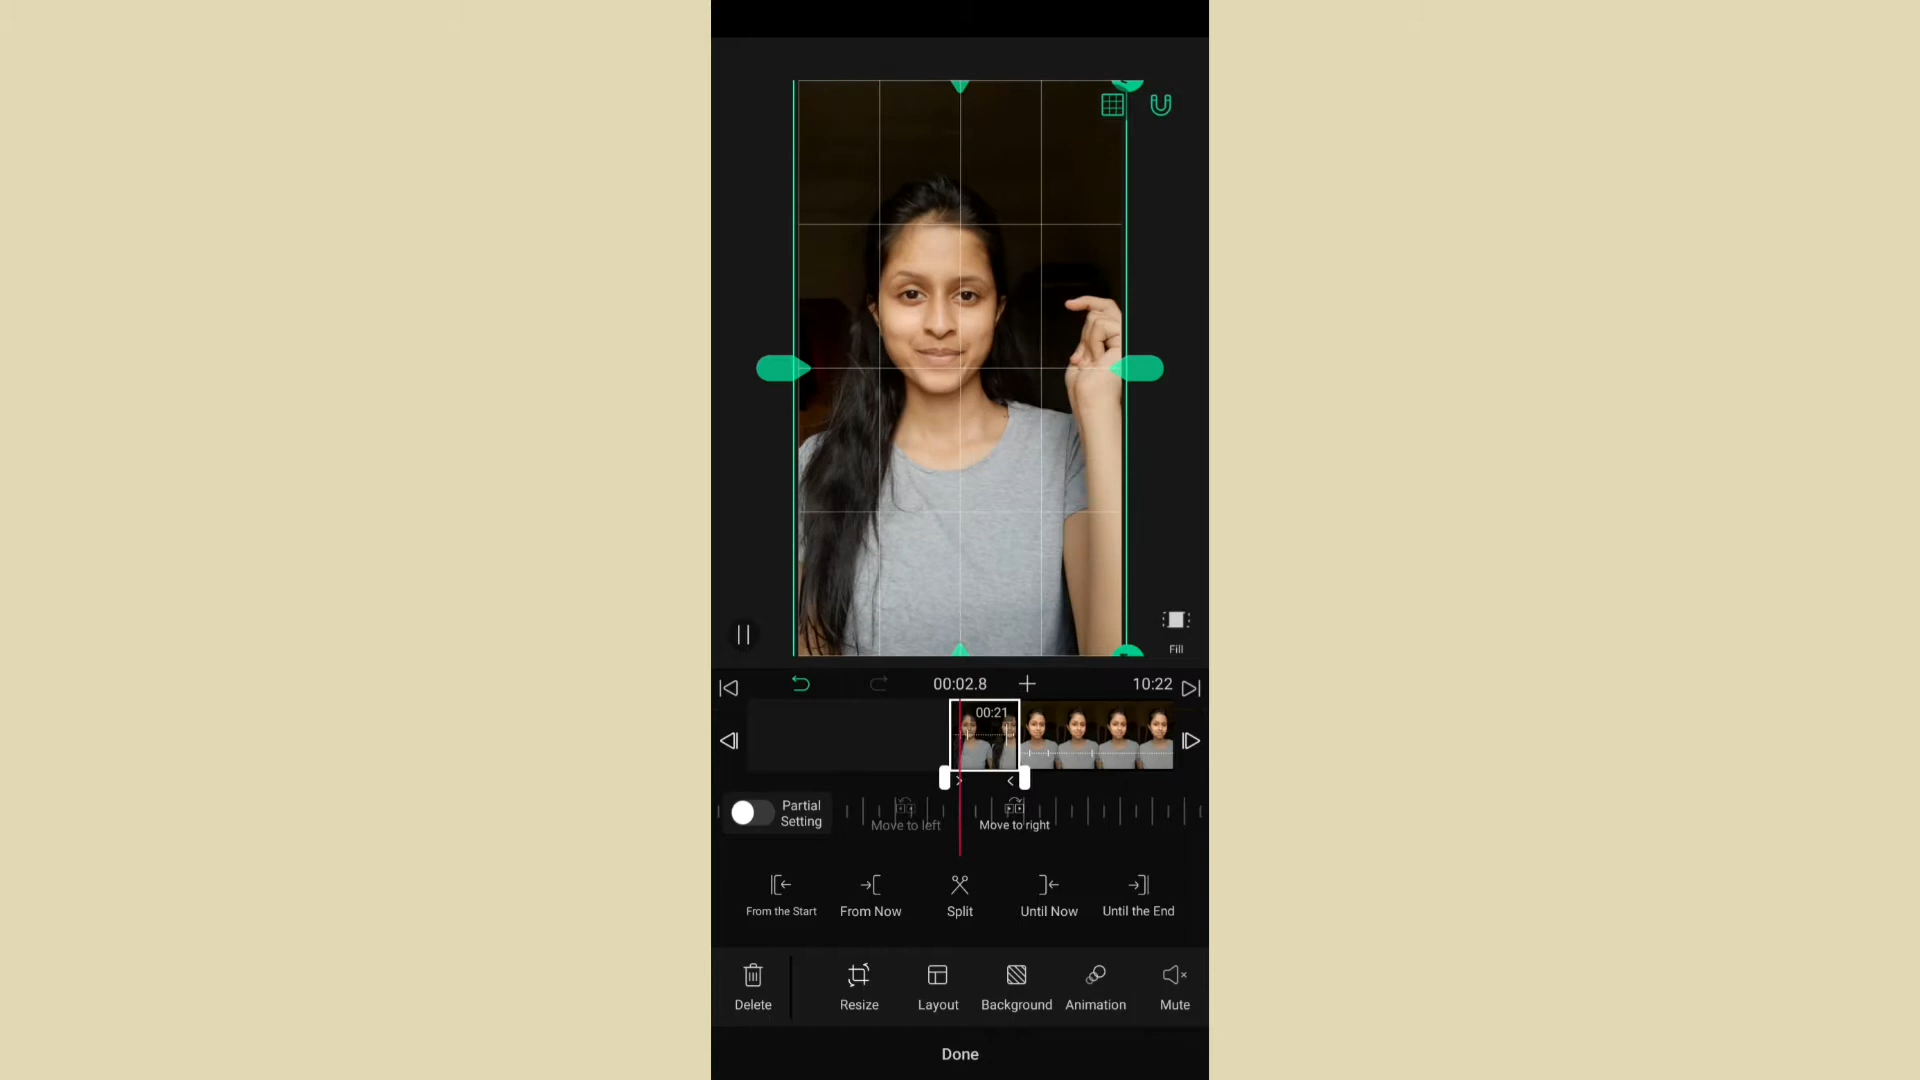 Fill
00:02.8
10:22
00:21
Partial
Setting
Move to left
Move to right
From the Start
From Now
Split
Until Now
Until the End
Delete
Resize
Layout
Background
Animation
Mute
Done